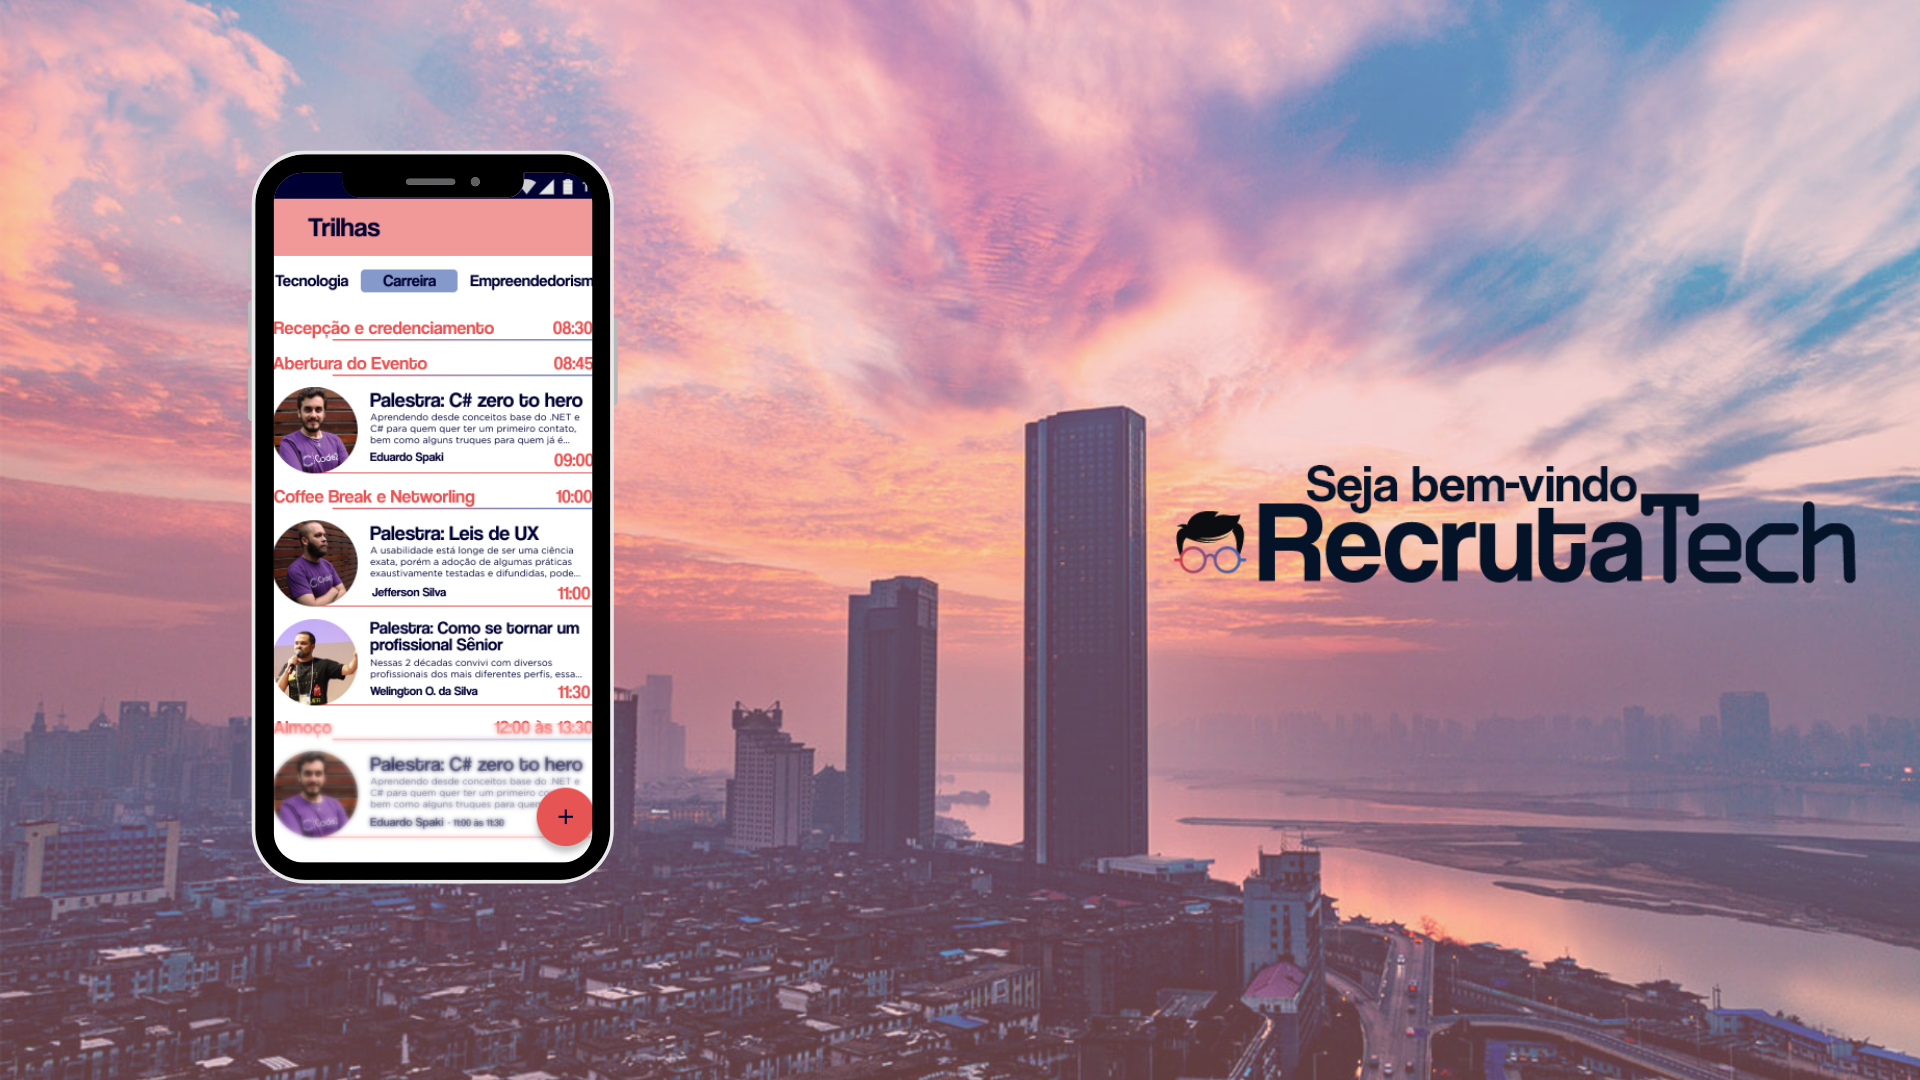 Trilhas
Tecnologia
Carreira
Empreendedorism
Recepção e credenciamento 08:30
Abertura do Evento 08:45
Palestra: C# zero to hero
Aprendendo desde conceitos base do .NET e
C# para quem quer ter um primeiro contato,
bem como alguns truques para quem já é...
Eduardo Spaki 09:00
Coffee Break e Networling 10:00
Palestra: Leis de UX
A usabilidade está longe de ser uma ciência
exata, porém a adoção de algumas práticas
exaustivamente testadas e difundidas, pode...
Jefferson Silva 11:00
Palestra: Como se tornar um
profissional Sênior
Nessas 2 décadas convivi com diversos
profissionais dos mais diferentes perfis, essa...
Welington O. da Silva 11:30
Almoço 12:00 às 13:30
Palestra: C# zero to hero
Aprendendo desde conceitos base do .NET e
C# para quem quer ter um primeiro
bem como alguns truques para
Eduardo Spaki - 11:00 às 11:30
+
Seja bem-vindo
RecrutaTech